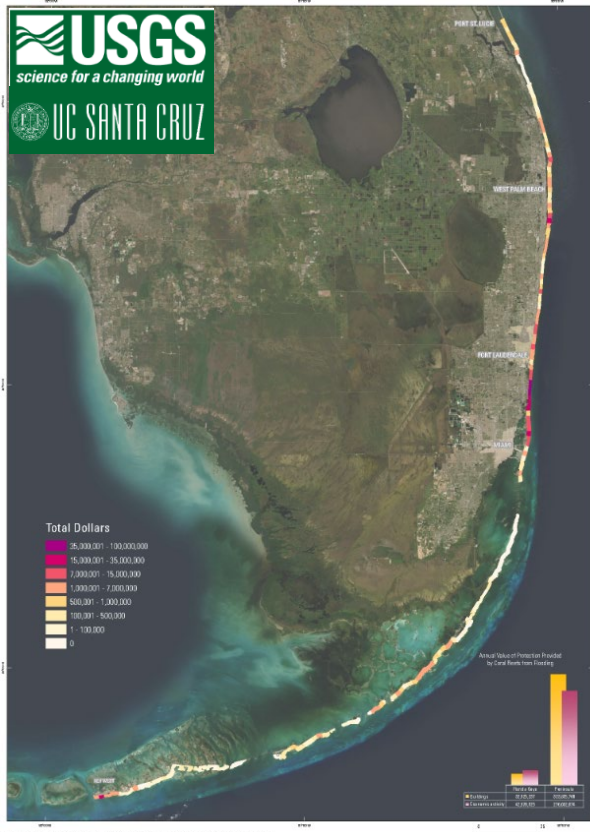 USGS
science for a changing world
UC SANTA CRUZ
PORT ST. LUCIE
WEST PALM BEACH
FORT LAUDERDALE
MIAMI
Total Dollars
35,000,001 - 100,000,000
15,000,001 - 35,000,000
7,000,001 - 15,000,000
1,000,001 - 7,000,000
500,001 - 1,000,000
100,001 - 500,000
1 - 100,000
0
Annual Value of Protection Provided
by Coral Reefs from Flooding
KEY WEST
Florida Keys
Peninsula
Buildings
Economic activity